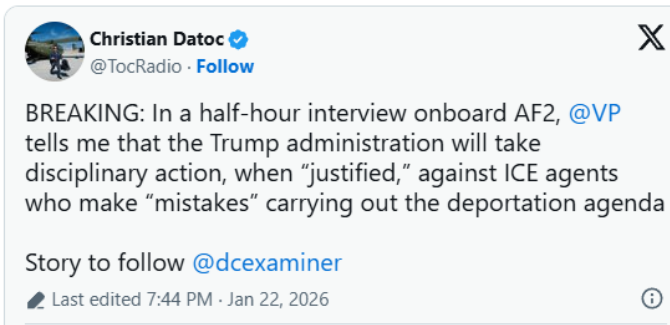 Christian Datoc
@TocRadio · Follow
BREAKING: In a half-hour interview onboard AF2, @VP
tells me that the Trump administration will take
disciplinary action, when “justified,” against ICE agents
who make “mistakes” carrying out the deportation agenda
Story to follow @dcexaminer
Last edited 7:44 PM · Jan 22, 2026